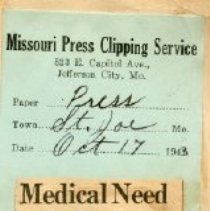 Missouri Press Clipping Service
523 E. Capitol Ave.,
Jefferson City, Mo.
Paper Press
Town St. Joe Mo.
Date Oct 17 1943
Medical Need